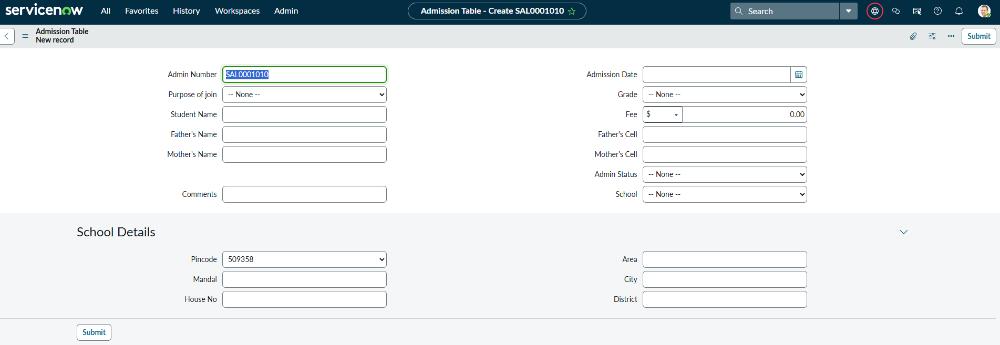 servicenow All Favorites History Workspaces Admin Admission Table - Create SAL0001010 Search
Admission Table
New record
Submit
Admin Number SAL0001010 Admission Date
Purpose of join -- None -- Grade -- None --
Student Name Fee $ 0.00
Father's Name Father's Cell
Mother's Name Mother's Cell
Admin Status -- None --
Comments School -- None --
School Details
Pincode 509358 Area
Mandal City
House No District
Submit